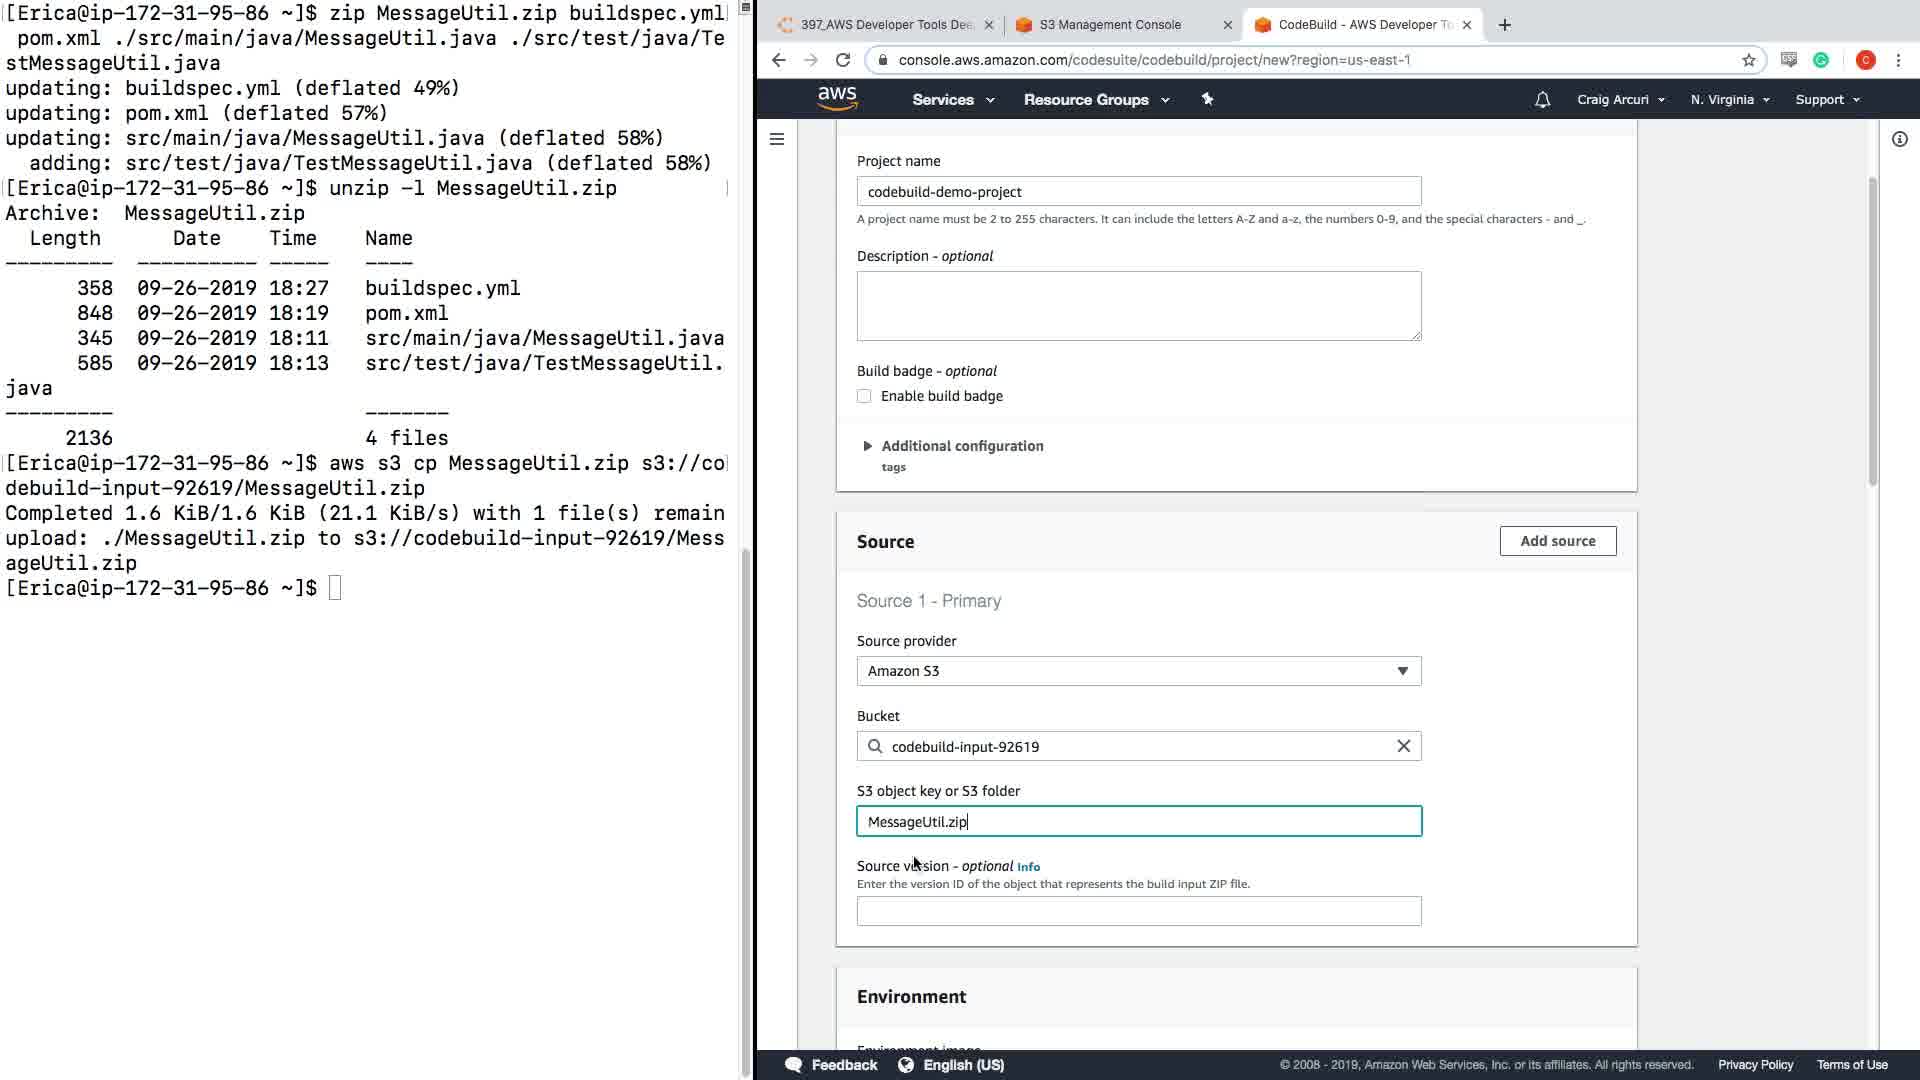 [Erica@ip-172-31-95-86 ~]$ zip MessageUtil.zip buildspec.yml
pom.xml ./src/main/java/MessageUtil.java ./src/test/java/Te
stMessageUtil.java
updating: buildspec.yml (deflated 49%)
updating: pom.xml (deflated 57%)
updating: src/main/java/MessageUtil.java (deflated 58%)
adding: src/test/java/TestMessageUtil.java (deflated 58%)
[Erica@ip-172-31-95-86 ~]$ unzip -l MessageUtil.zip
Archive:  MessageUtil.zip
Length Date Time Name
--------- ---------- ----- ----
358 09-26-2019 18:27 buildspec.yml
848 09-26-2019 18:19 pom.xml
345 09-26-2019 18:11 src/main/java/MessageUtil.java
585 09-26-2019 18:13 src/test/java/TestMessageUtil.
java
--------- -------
2136 4 files
[Erica@ip-172-31-95-86 ~]$ aws s3 cp MessageUtil.zip s3://co
debuild-input-92619/MessageUtil.zip
Completed 1.6 KiB/1.6 KiB (21.1 KiB/s) with 1 file(s) remain
upload: ./MessageUtil.zip to s3://codebuild-input-92619/Mess
ageUtil.zip
[Erica@ip-172-31-95-86 ~]$
397_AWS Developer Tools Dee
S3 Management Console
CodeBuild - AWS Developer To
console.aws.amazon.com/codesuite/codebuild/project/new?region=us-east-1
C
aws
Services
Resource Groups
Craig Arcuri
N. Virginia
Support
Project name
codebuild-demo-project
A project name must be 2 to 255 characters. It can include the letters A-Z and a-z, the numbers 0-9, and the special characters - and _.
Description - optional
Build badge - optional
Enable build badge
Additional configuration
tags
Source
Add source
Source 1 - Primary
Source provider
Amazon S3
Bucket
codebuild-input-92619
S3 object key or S3 folder
MessageUtil.zip
Source version - optional Info
Enter the version ID of the object that represents the build input ZIP file.
Environment
Environment image
Feedback
English (US)
© 2008 - 2019, Amazon Web Services, Inc. or its affiliates. All rights reserved.
Privacy Policy
Terms of Use